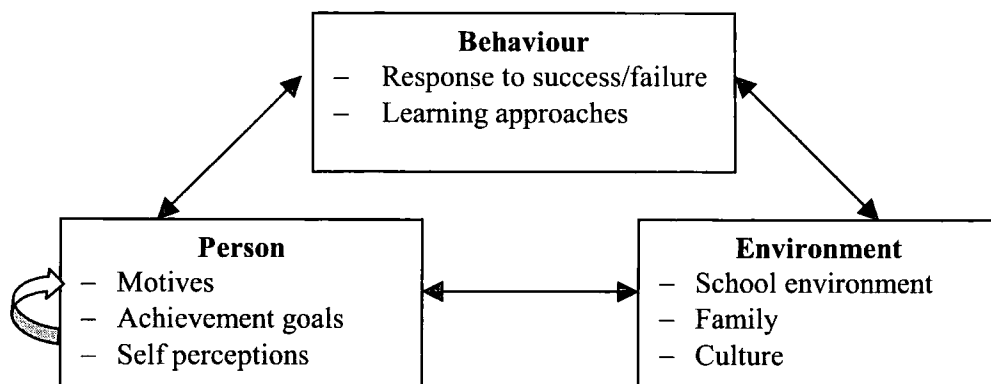 Behaviour
– Response to success/failure
– Learning approaches
Person
– Motives
– Achievement goals
– Self perceptions
Environment
– School environment
– Family
– Culture